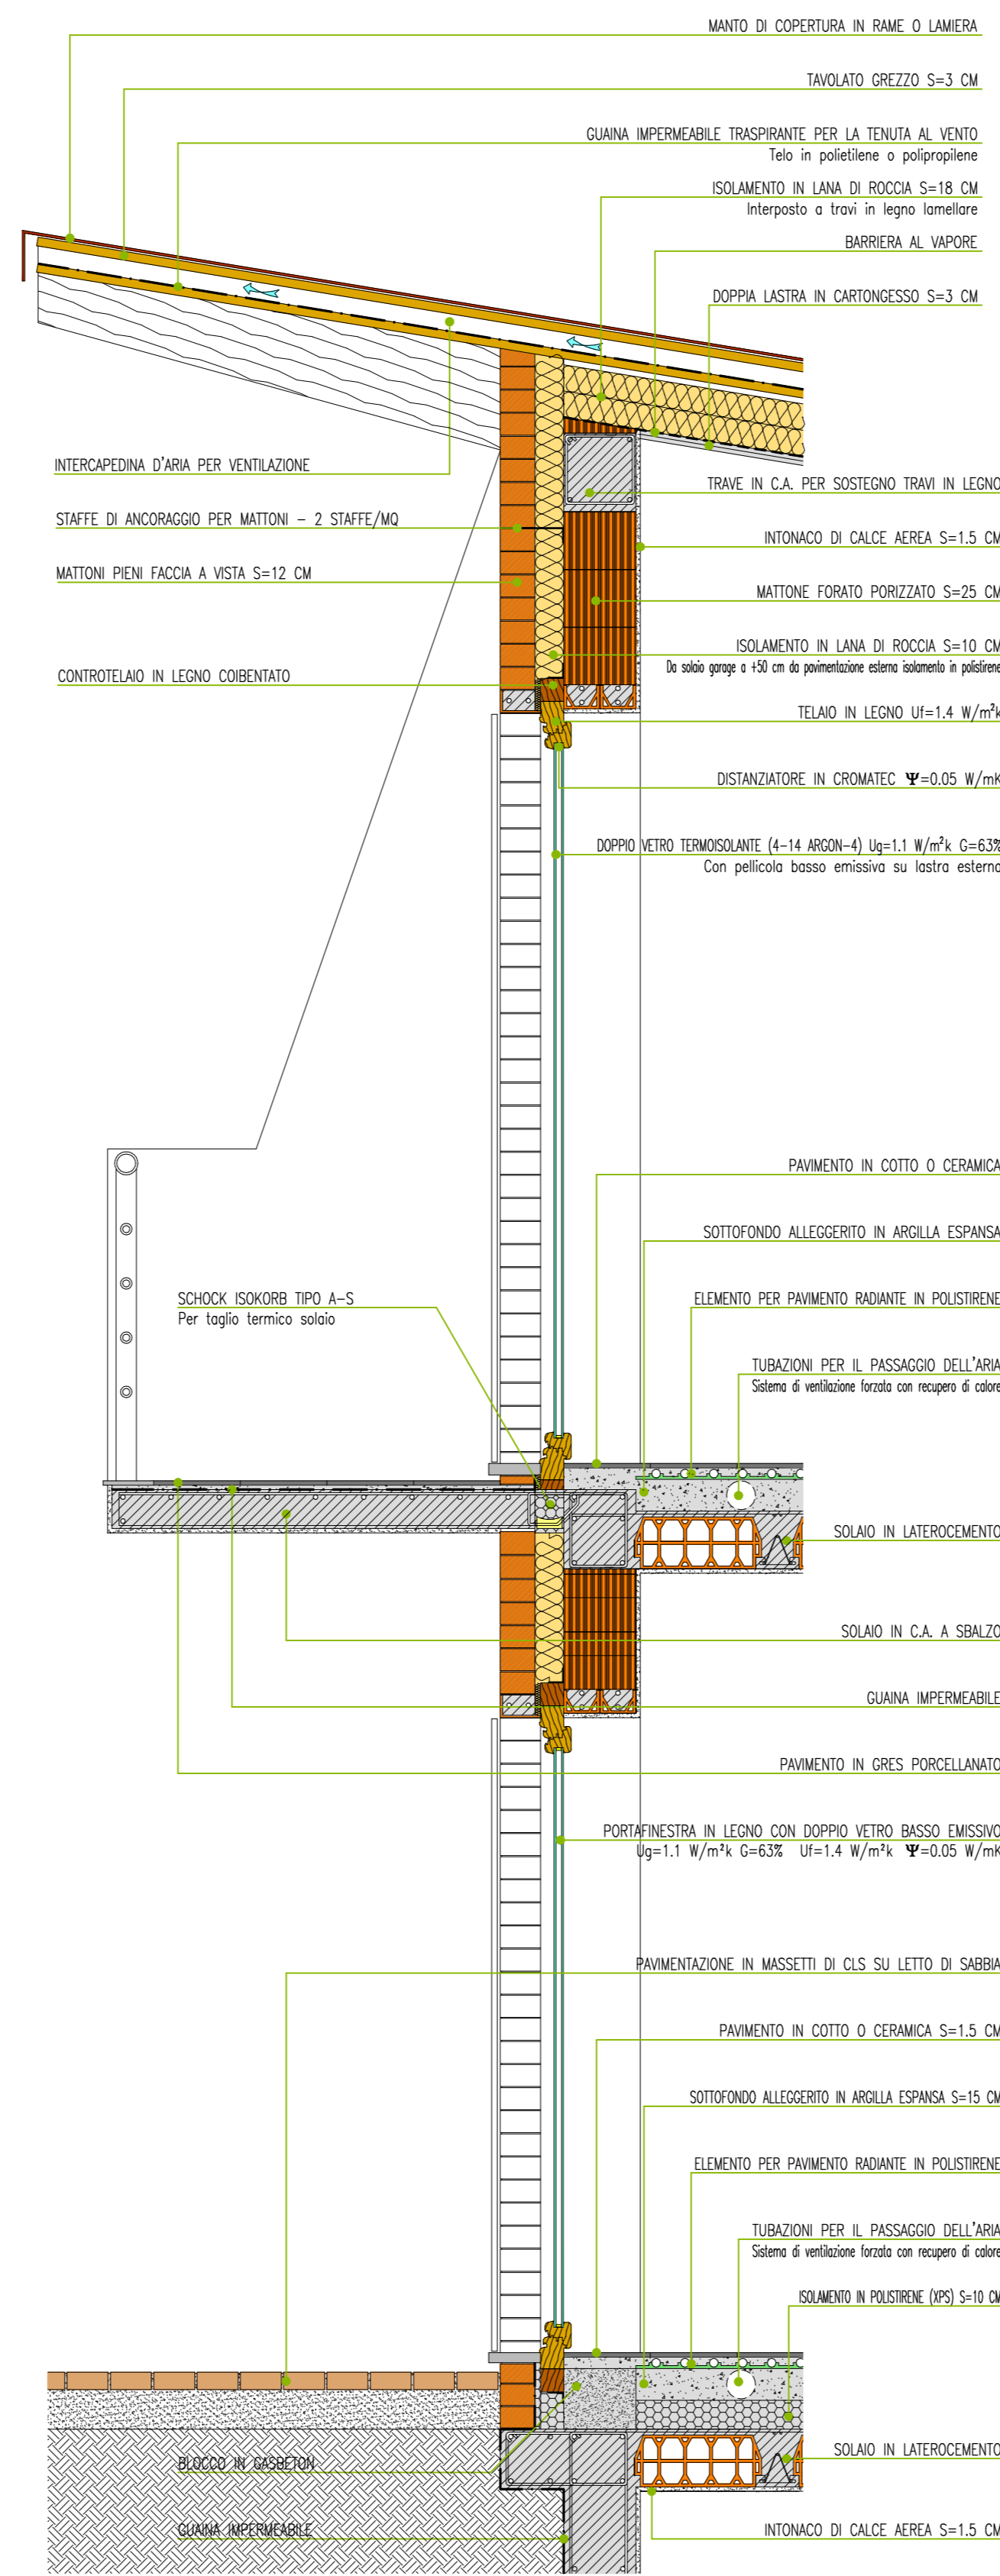 MANTO DI COPERTURA IN RAME O LAMIERA
TAVOLATO GREZZO S=3 CM
GUAINA IMPERMEABILE TRASPIRANTE PER LA TENUTA AL VENTO
Telo in polietilene o polipropilene
ISOLAMENTO IN LANA DI ROCCIA S=18 CM
Interposto a travi in legno lamellare
BARRIERA AL VAPORE
DOPPIA LASTRA IN CARTONGESSO S=3 CM
INTERCAPEDINA D'ARIA PER VENTILAZIONE
TRAVE IN C.A. PER SOSTEGNO TRAVI IN LEGNO
STAFFE DI ANCORAGGIO PER MATTONI – 2 STAFFE/MQ
INTONACO DI CALCE AEREA S=1.5 CM
MATTONI PIENI FACCIA A VISTA S=12 CM
MATTONE FORATO PORIZZATO S=25 CM
ISOLAMENTO IN LANA DI ROCCIA S=10 CM
Da solaio garage a +50 cm da pavimentazione esterna isolamento in polistirene
CONTROTELAIO IN LEGNO COIBENTATO
TELAIO IN LEGNO Uf=1.4 W/m²k
DISTANZIATORE IN CROMATEC Ψ=0.05 W/mK
DOPPIO VETRO TERMOISOLANTE (4-14 ARGON-4) Ug=1.1 W/m²k G=63%
Con pellicola basso emissiva su lastra esterna
PAVIMENTO IN COTTO O CERAMICA
SOTTOFONDO ALLEGGERITO IN ARGILLA ESPANSA
SCHOCK ISOKORB TIPO A-S
Per taglio termico solaio
ELEMENTO PER PAVIMENTO RADIANTE IN POLISTIRENE
TUBAZIONI PER IL PASSAGGIO DELL'ARIA
Sistema di ventilazione forzata con recupero di calore
SOLAIO IN LATEROCEMENTO
SOLAIO IN C.A. A SBALZO
GUAINA IMPERMEABILE
PAVIMENTO IN GRES PORCELLANATO
PORTAFINESTRA IN LEGNO CON DOPPIO VETRO BASSO EMISSIVO
Ug=1.1 W/m²k G=63% Uf=1.4 W/m²k Ψ=0.05 W/mK
PAVIMENTAZIONE IN MASSETTI DI CLS SU LETTO DI SABBIA
PAVIMENTO IN COTTO O CERAMICA S=1.5 CM
SOTTOFONDO ALLEGGERITO IN ARGILLA ESPANSA S=15 CM
ELEMENTO PER PAVIMENTO RADIANTE IN POLISTIRENE
TUBAZIONI PER IL PASSAGGIO DELL'ARIA
Sistema di ventilazione forzata con recupero di calore
ISOLAMENTO IN POLISTIRENE (XPS) S=10 CM
SOLAIO IN LATEROCEMENTO
BLOCCO IN GASBETON
GUAINA IMPERMEABILE
INTONACO DI CALCE AEREA S=1.5 CM